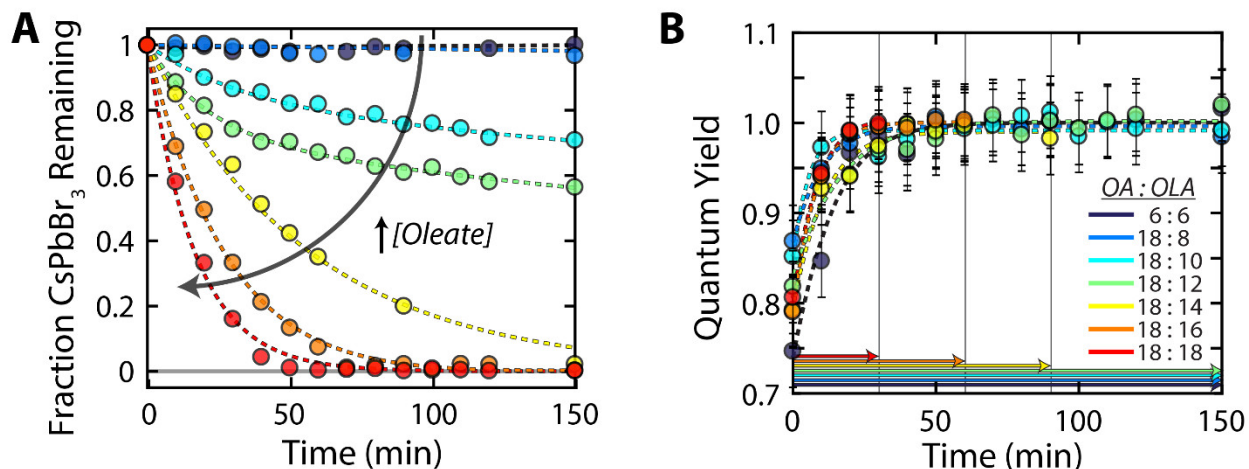 A
Fraction CsPbBr3 Remaining
1
0.8
0.6
0.4
0.2
0
0
50
100
150
Time (min)
[Oleate]
B
Quantum Yield
1.1
1.0
0.9
0.8
0.7
0
50
100
150
Time (min)
OA : OLA
6 : 6
18 : 8
18 : 10
18 : 12
18 : 14
18 : 16
18 : 18